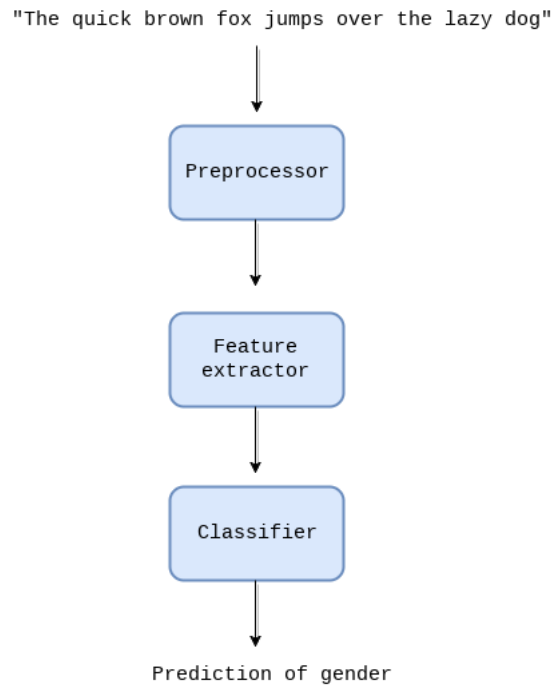 "The quick brown fox jumps over the lazy dog"
Preprocessor
Feature
extractor
Classifier
Prediction of gender